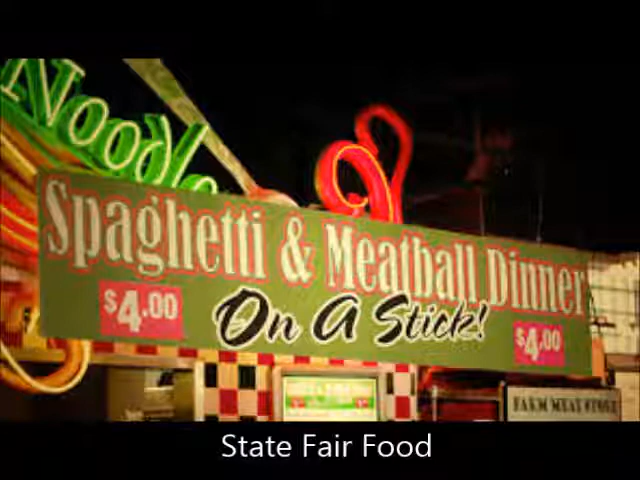 Noodle
Spaghetti & Meatball Dinner
$4.00
On A Stick!
$4.00
FARM MEAT STORE
State Fair Food